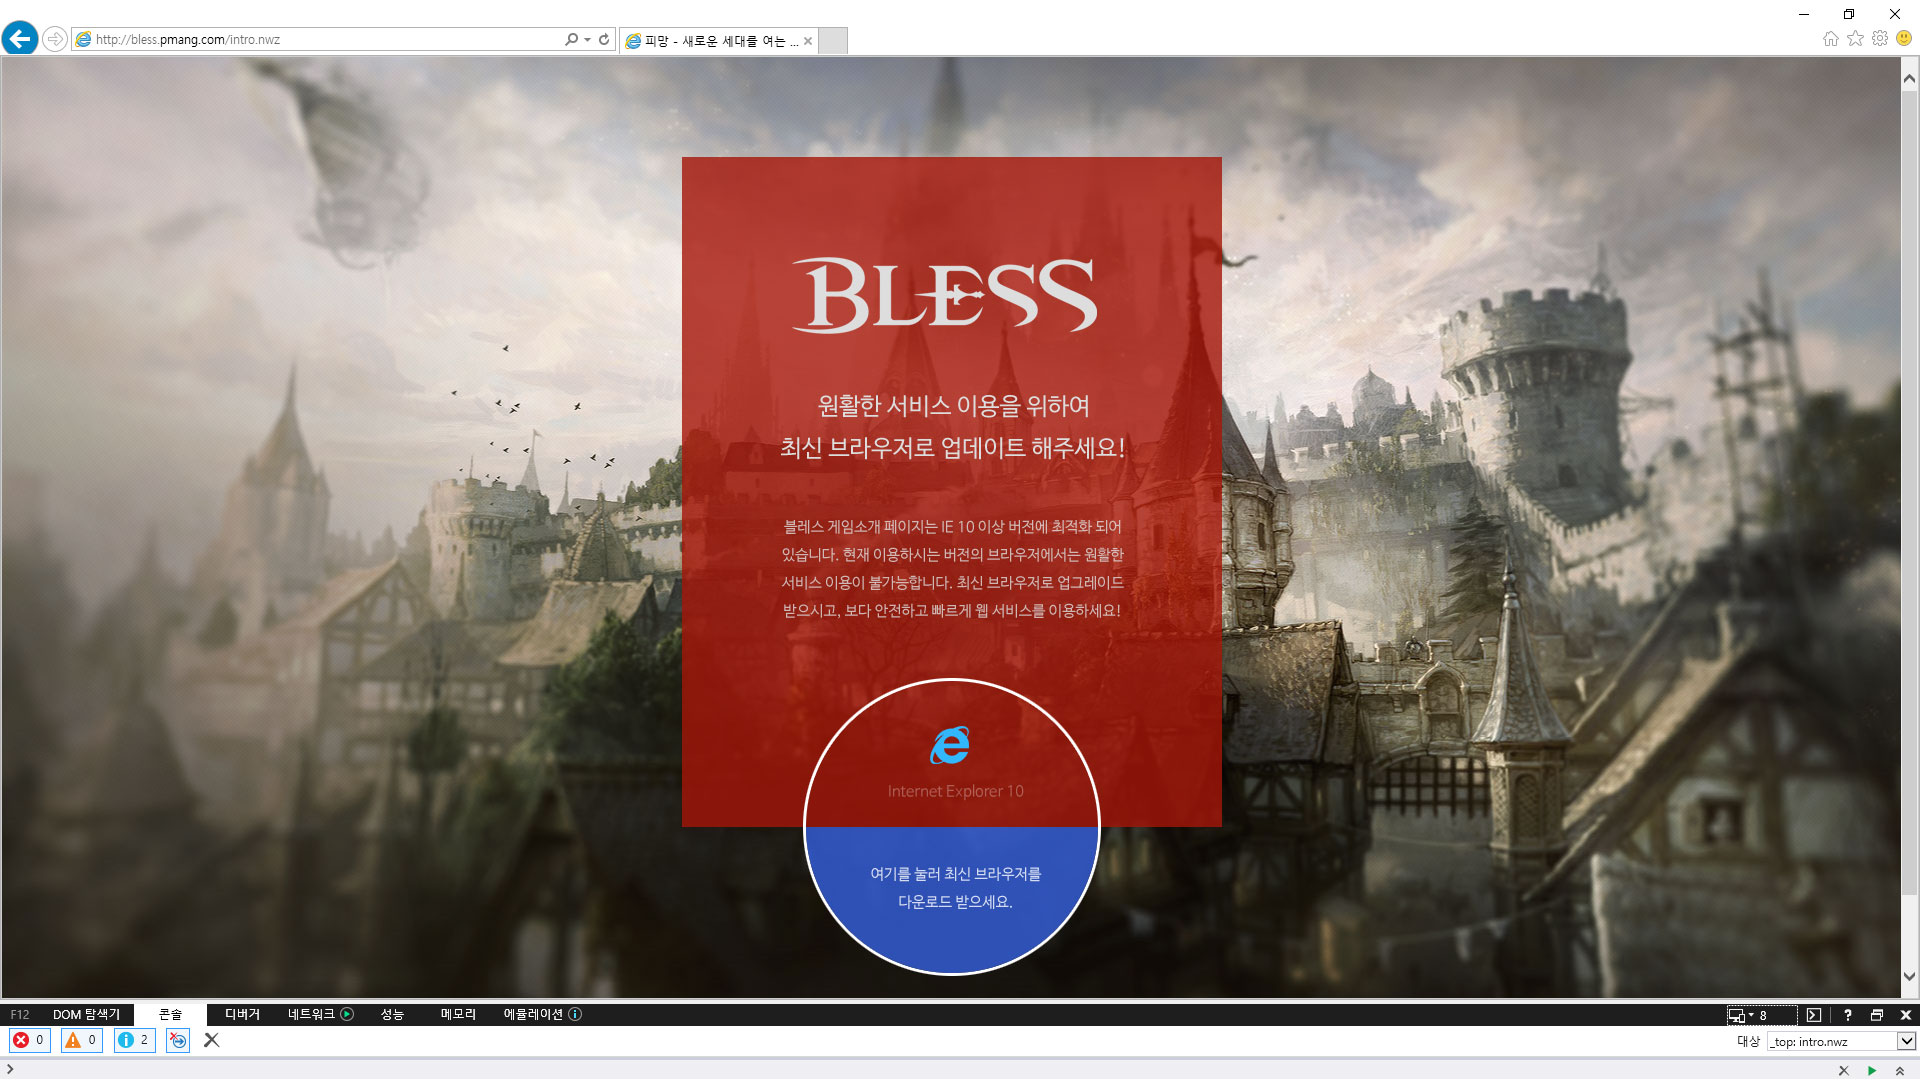 http://bless.pmang.com/intro.nwz
피망 - 새로운 세대를 여는 ...
BLESS
원활한 서비스 이용을 위하여
최신 브라우저로 업데이트 해주세요!
블레스 게임소개 페이지는 IE 10 이상 버전에 최적화 되어
있습니다. 현재 이용하시는 버전의 브라우저에서는 원활한
서비스 이용이 불가능합니다. 최신 브라우저로 업그레이드
받으시고, 보다 안전하고 빠르게 웹 서비스를 이용하세요!
Internet Explorer 10
여기를 눌러 최신 브라우저를
다운로드 받으세요.
F12 DOM 탐색기 콘솔 디버거 네트워크 성능 메모리 에뮬레이션 8 ?
0 0 2 대상 _top: intro.nwz